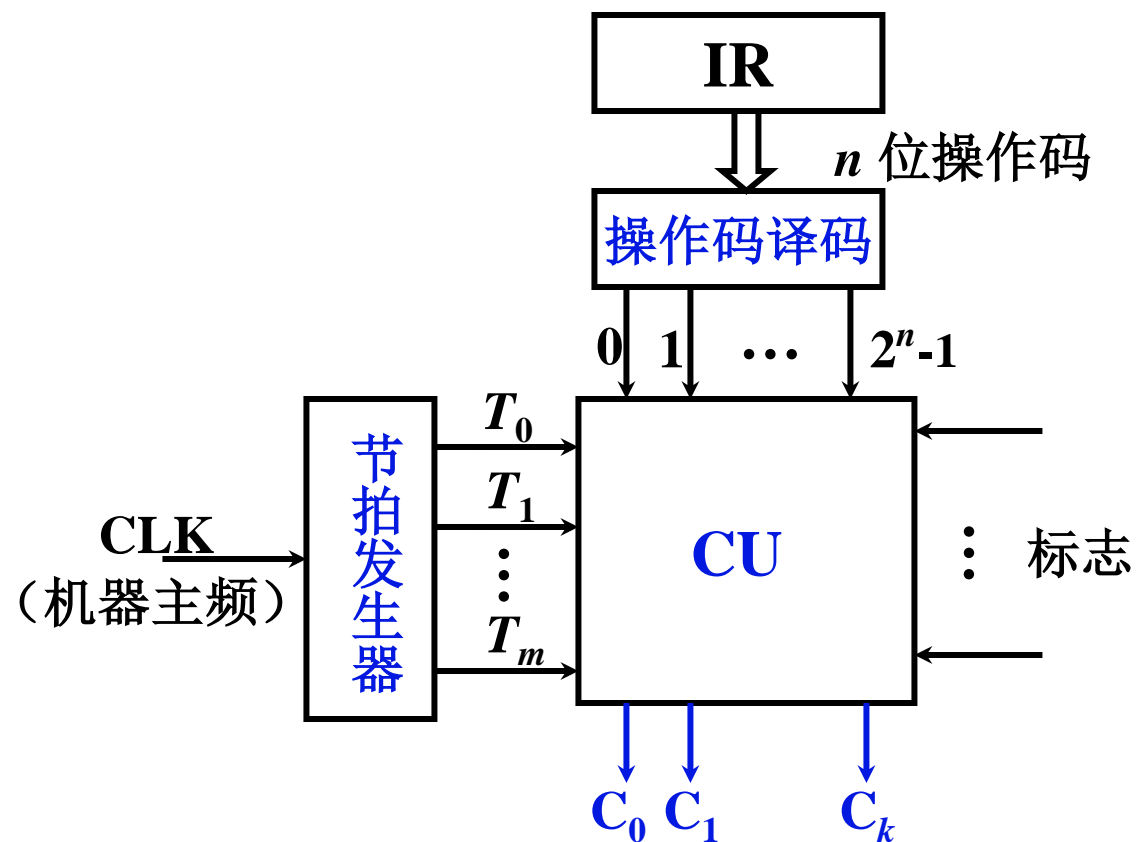 IR
n 位操作码
操作码译码
0 1 … 2ⁿ-1
T₀
T₁
⋮
Tₘ
节拍发生器
CLK
（机器主频）
CU
⋮ 标志
C₀ C₁ Cₖ